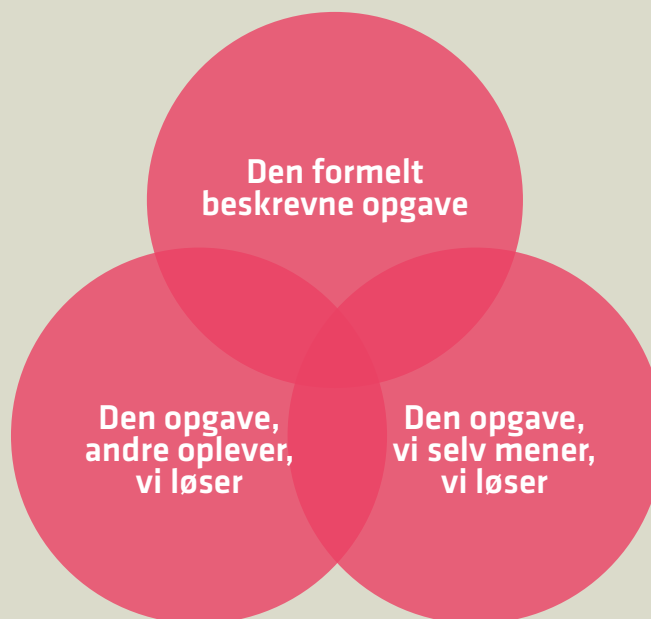 Den formelt
beskrevne opgave
Den opgave,
andre oplever,
vi løser
Den opgave,
vi selv mener,
vi løser